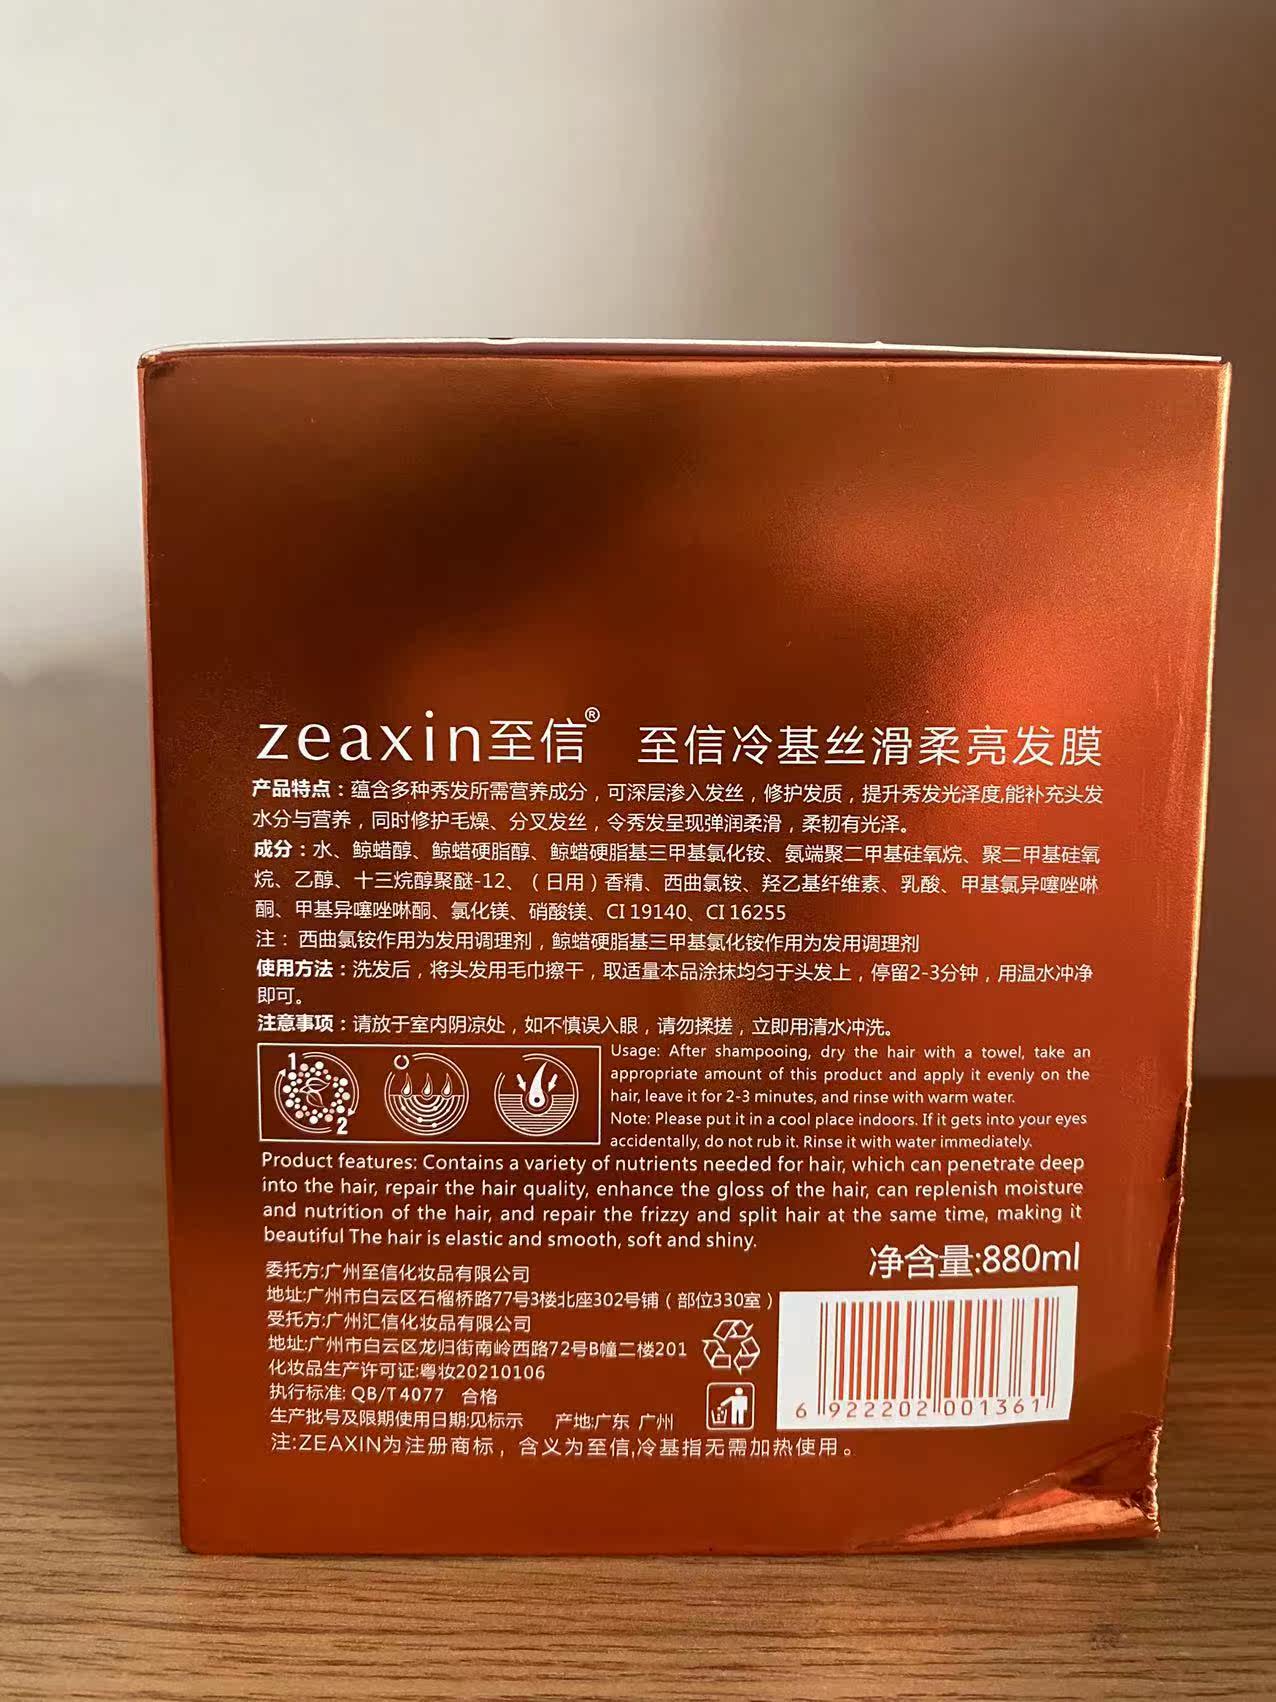 zeaxin至信® 至信冷基丝滑柔亮发膜
产品特点：蕴含多种秀发所需营养成分，可深层渗入发丝，修护发质，提升秀发光泽度,能补充头发
水分与营养，同时修护毛燥、分叉发丝，令秀发呈现弹润柔滑，柔韧有光泽。
成分：水、鲸蜡醇、鲸蜡硬脂醇、鲸蜡硬脂基三甲基氯化铵、氨端聚二甲基硅氧烷、聚二甲基硅氧
烷、乙醇、十三烷醇聚醚-12、（日用）香精、西曲氯铵、羟乙基纤维素、乳酸、甲基氯异噻唑啉
酮、甲基异噻唑啉酮、氯化镁、硝酸镁、CI 19140、CI 16255
注： 西曲氯铵作用为发用调理剂，鲸蜡硬脂基三甲基氯化铵作用为发用调理剂
使用方法：洗发后，将头发用毛巾擦干，取适量本品涂抹均匀于头发上，停留2-3分钟，用温水冲净
即可。
注意事项：请放于室内阴凉处，如不慎误入眼，请勿揉搓，立即用清水冲洗。
1
2
Usage: After shampooing, dry the hair with a towel, take an
appropriate amount of this product and apply it evenly on the
hair, leave it for 2-3 minutes, and rinse with warm water.
Note: Please put it in a cool place indoors. If it gets into your eyes
accidentally, do not rub it. Rinse it with water immediately.
Product features: Contains a variety of nutrients needed for hair, which can penetrate deep
into the hair, repair the hair quality, enhance the gloss of the hair, can replenish moisture
and nutrition of the hair, and repair the frizzy and split hair at the same time, making it
beautiful The hair is elastic and smooth, soft and shiny.
净含量:880ml
委托方:广州至信化妆品有限公司
地址:广州市白云区石榴桥路77号3楼北座302号铺（部位330室）
受托方:广州汇信化妆品有限公司
地址:广州市白云区龙归街南岭西路72号B幢二楼201
化妆品生产许可证:粤妆20210106
执行标准: QB/T4077 合格
生产批号及限期使用日期:见标示 产地:广东 广州
注:ZEAXIN为注册商标，含义为至信,冷基指无需加热使用。
6 922202 001361